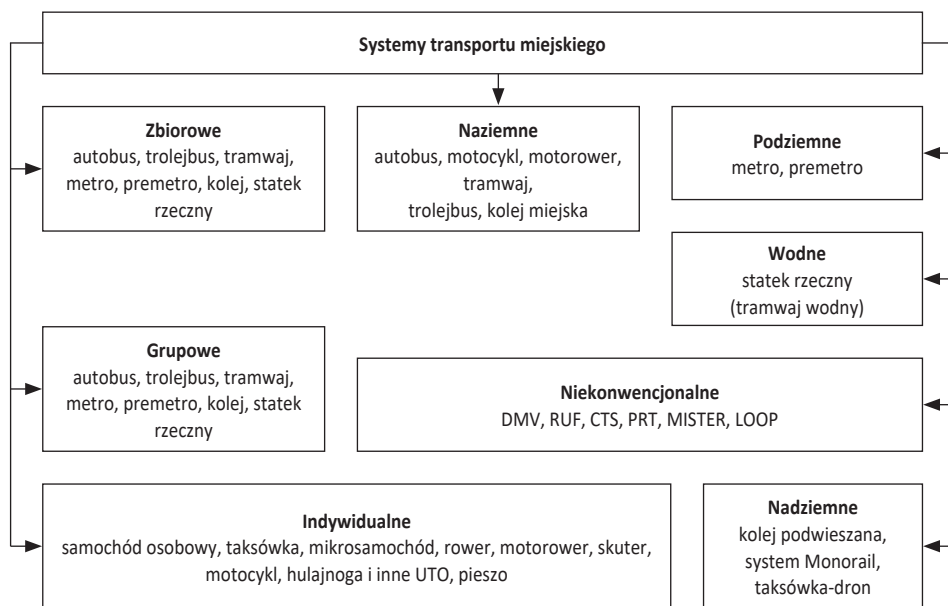 Systemy transportu miejskiego
Zbiorowe
autobus, trolejbus, tramwaj,
metro, premetro, kolej, statek
rzeczny
Naziemne
autobus, motocykl, motorower,
tramwaj,
trolejbus, kolej miejska
Podziemne
metro, premetro
Wodne
statek rzeczny
(tramwaj wodny)
Grupowe
autobus, trolejbus, tramwaj,
metro, premetro, kolej, statek
rzeczny
Niekonwencjonalne
DMV, RUF, CTS, PRT, MISTER, LOOP
Indywidualne
samochód osobowy, taksówka, mikrosamochód, rower, motorower, skuter,
motocykl, hulajnoga i inne UTO, pieszo
Nadziemne
kolej podwieszana,
system Monorail,
taksówka-dron